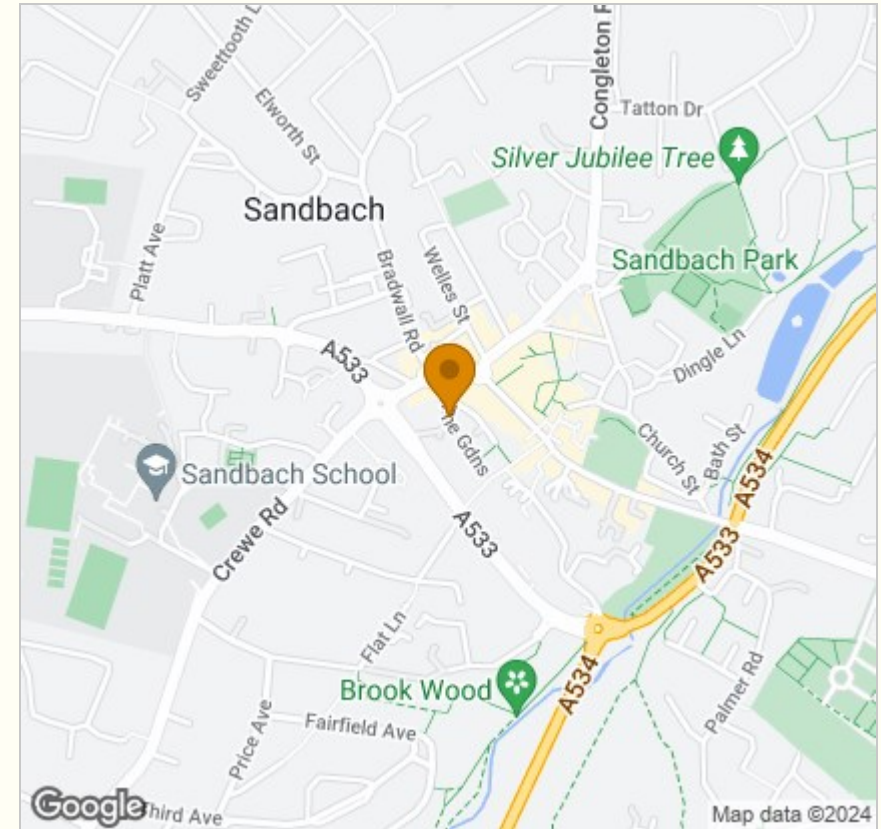 Sweettooth L
Elworth St
Congleton R
Tatton Dr
Silver Jubilee Tree
Sandbach
Platt Ave
Welles St
Bradwall Rd
Sandbach Park
A533
Dingle Ln
The Gdns
Church St
Bath St
Sandbach School
A534
Crewe Rd
A533
A533
Flat Ln
Brook Wood
A534
Palmer Rd
Price Ave
Fairfield Ave
Google
Third Ave
Map data ©2024